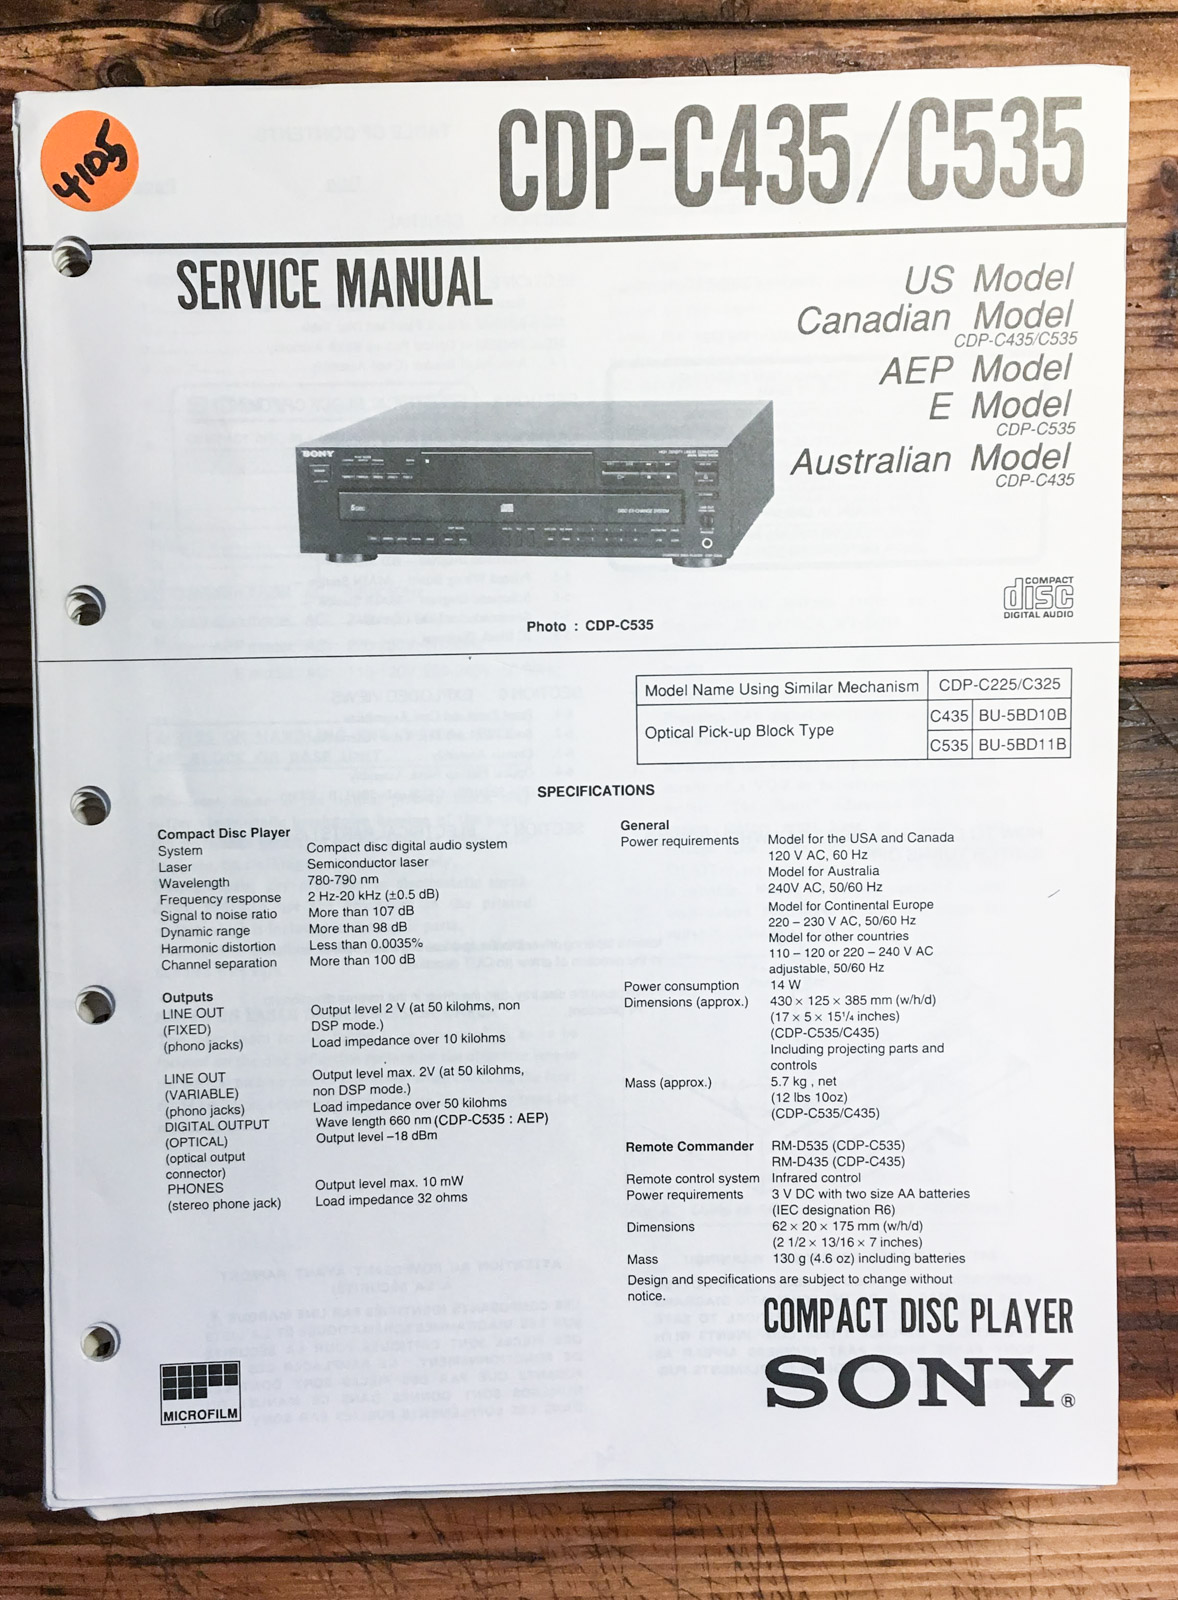 4105
CDP-C435/C535
SERVICE MANUAL
US Model
Canadian Model
CDP-C435/C535
AEP Model
E Model
CDP-C535
Australian Model
CDP-C435
SONY
COMPACT
disc
DIGITAL AUDIO
Photo : CDP-C535
Model Name Using Similar Mechanism CDP-C225/C325
Optical Pick-up Block Type
C435 BU-5BD10B
C535 BU-5BD11B
SPECIFICATIONS
Compact Disc Player
System Compact disc digital audio system
Laser Semiconductor laser
Wavelength 780-790 nm
Frequency response 2 Hz-20 kHz (±0.5 dB)
Signal to noise ratio More than 107 dB
Dynamic range More than 98 dB
Harmonic distortion Less than 0.0035%
Channel separation More than 100 dB
Outputs
LINE OUT Output level 2 V (at 50 kilohms, non
(FIXED) DSP mode.)
(phono jacks) Load impedance over 10 kilohms
LINE OUT Output level max. 2V (at 50 kilohms,
(VARIABLE) non DSP mode.)
(phono jacks) Load impedance over 50 kilohms
DIGITAL OUTPUT Wave length 660 nm (CDP-C535 : AEP)
(OPTICAL) Output level –18 dBm
(optical output
connector)
PHONES Output level max. 10 mW
(stereo phone jack) Load impedance 32 ohms
General
Power requirements Model for the USA and Canada
120 V AC, 60 Hz
Model for Australia
240V AC, 50/60 Hz
Model for Continental Europe
220 – 230 V AC, 50/60 Hz
Model for other countries
110 – 120 or 220 – 240 V AC
adjustable, 50/60 Hz
Power consumption 14 W
Dimensions (approx.) 430 × 125 × 385 mm (w/h/d)
(17 × 5 × 15 1/4 inches)
(CDP-C535/C435)
Including projecting parts and
controls
Mass (approx.) 5.7 kg , net
(12 lbs 10oz)
(CDP-C535/C435)
Remote Commander RM-D535 (CDP-C535)
RM-D435 (CDP-C435)
Remote control system Infrared control
Power requirements 3 V DC with two size AA batteries
(IEC designation R6)
Dimensions 62 × 20 × 175 mm (w/h/d)
(2 1/2 × 13/16 × 7 inches)
Mass 130 g (4.6 oz) including batteries
Design and specifications are subject to change without
notice.
COMPACT DISC PLAYER
SONY®
MICROFILM